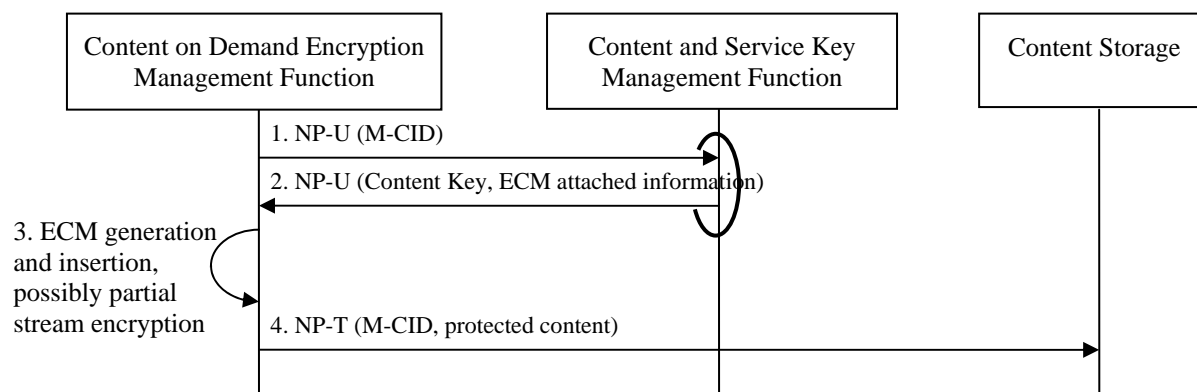 Content on Demand Encryption
Management Function
Content and Service Key
Management Function
Content Storage
1. NP-U (M-CID)
2. NP-U (Content Key, ECM attached information)
3. ECM generation
and insertion,
possibly partial
stream encryption
4. NP-T (M-CID, protected content)